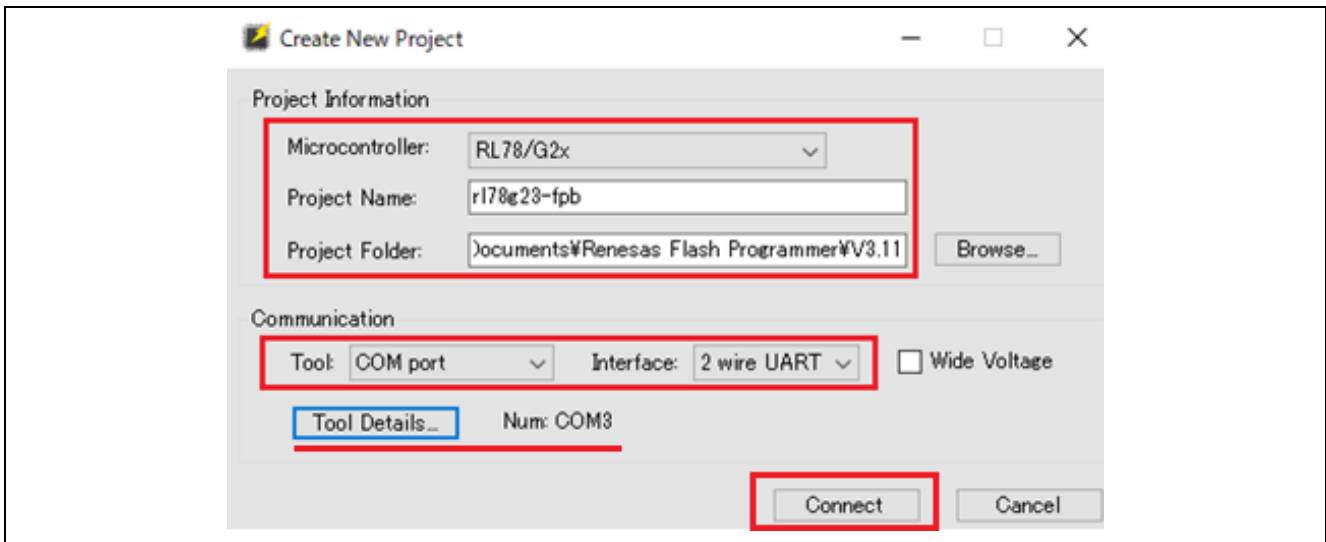 Create New Project
Project Information
Microcontroller: RL78/G2x
Project Name: rl78g23-fpb
Project Folder: Documents¥Renesas Flash Programmer¥V3.11 Browse...
Communication
Tool: COM port Interface: 2 wire UART Wide Voltage
Tool Details... Num: COM3
Connect Cancel